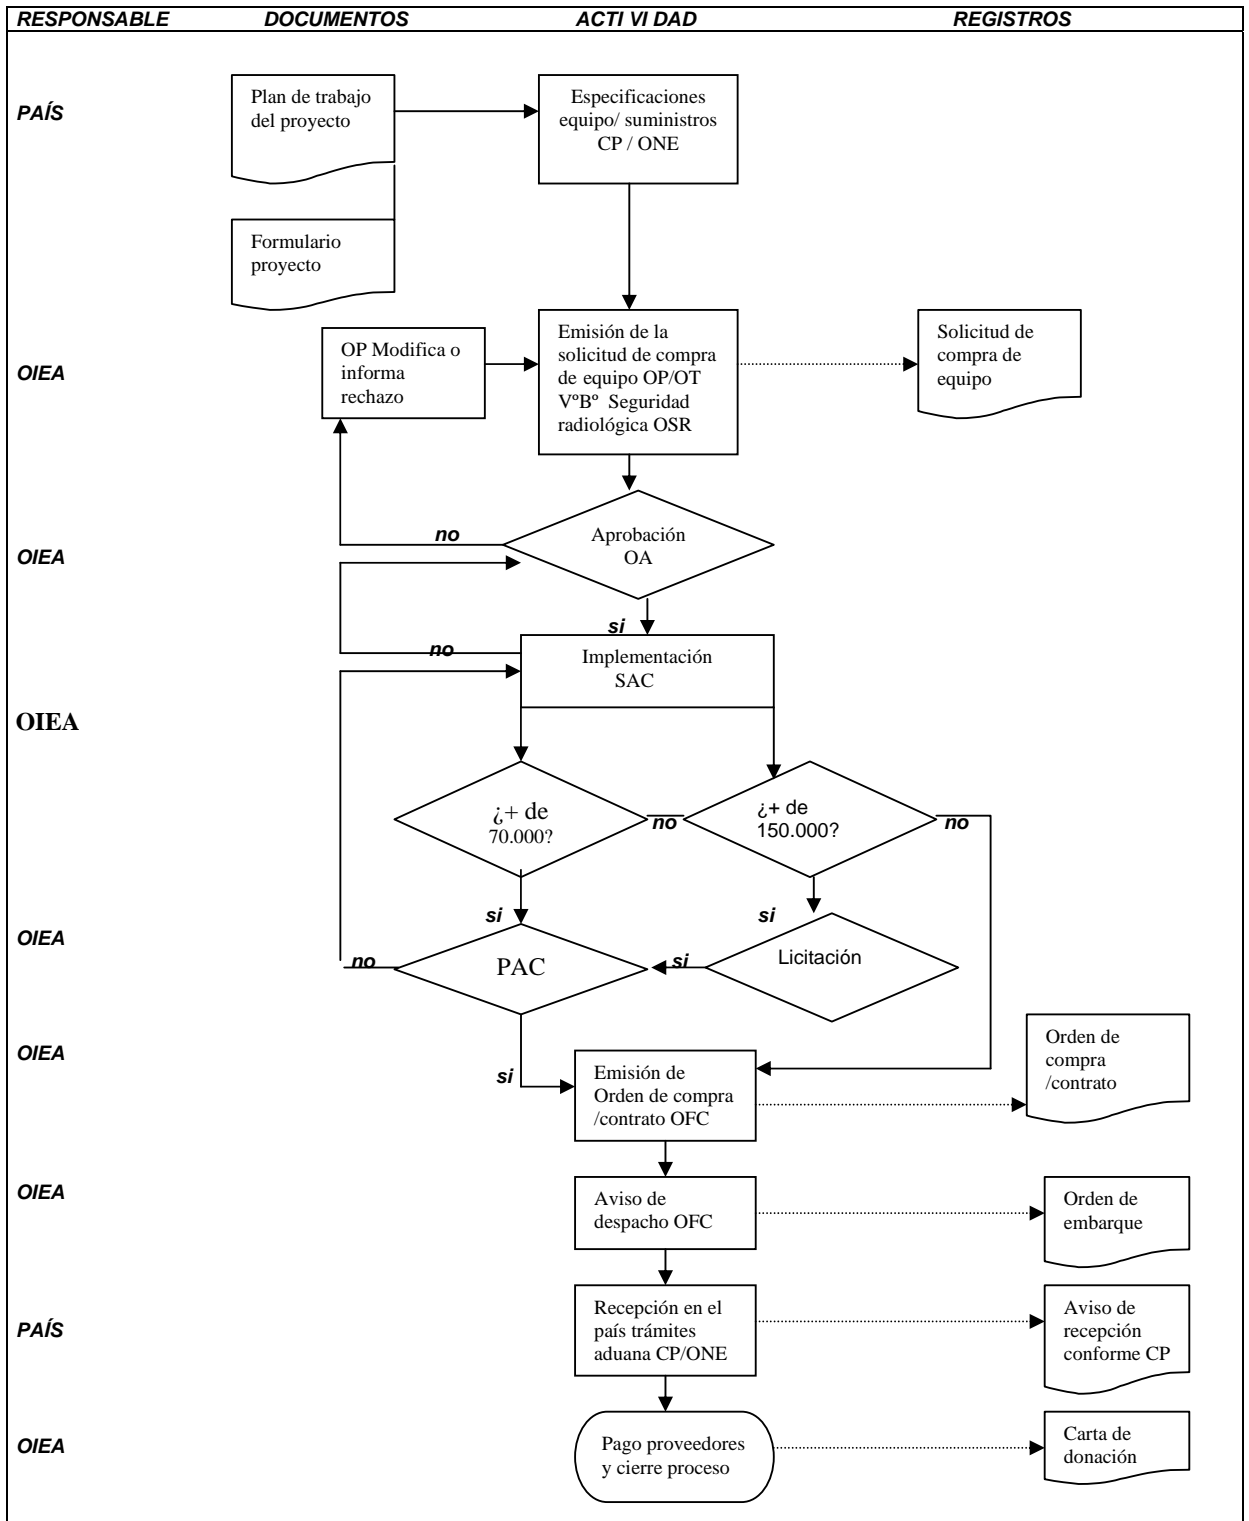 RESPONSABLE DOCUMENTOS ACTI VI DAD REGISTROS
PAÍS
Plan de trabajo
del proyecto
Especificaciones
equipo/ suministros
CP / ONE
Formulario
proyecto
OIEA
OP Modifica o
informa
rechazo
Emisión de la
solicitud de compra
de equipo OP/OT
VºBº Seguridad
radiológica OSR
Solicitud de
compra de
equipo
OIEA
no
Aprobación
OA
si
no
Implementación
SAC
OIEA
¿+ de
70.000?
no
¿+ de
150.000?
no
si
si
OIEA
no
PAC
si
Licitación
OIEA
si
Emisión de
Orden de compra
/contrato OFC
Orden de
compra
/contrato
OIEA
Aviso de
despacho OFC
Orden de
embarque
PAÍS
Recepción en el
país trámites
aduana CP/ONE
Aviso de
recepción
conforme CP
OIEA
Pago proveedores
y cierre proceso
Carta de
donación